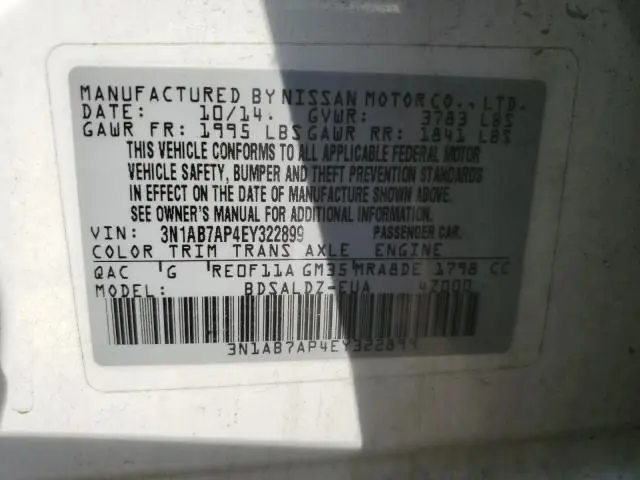 MANUFACTURED BY NISSAN MOTOR CO., LTD.
DATE: 10/14. GVWR: 3783 LBS
GAWR FR: 1995 LBS GAWR RR: 1841 LBS
THIS VEHICLE CONFORMS TO ALL APPLICABLE FEDERAL MOTOR
VEHICLE SAFETY, BUMPER AND THEFT PREVENTION STANDARDS
IN EFFECT ON THE DATE OF MANUFACTURE SHOWN ABOVE.
SEE OWNER'S MANUAL FOR ADDITIONAL INFORMATION.
VIN: 3N1AB7AP4EY322899 PASSENGER CAR.
COLOR TRIM TRANS AXLE ENGINE
QAC G RE0F11A GM35 MRA8DE 1798 CC
MODEL: BDSALDZ-EUA 4Z000
3N1AB7AP4EY322899